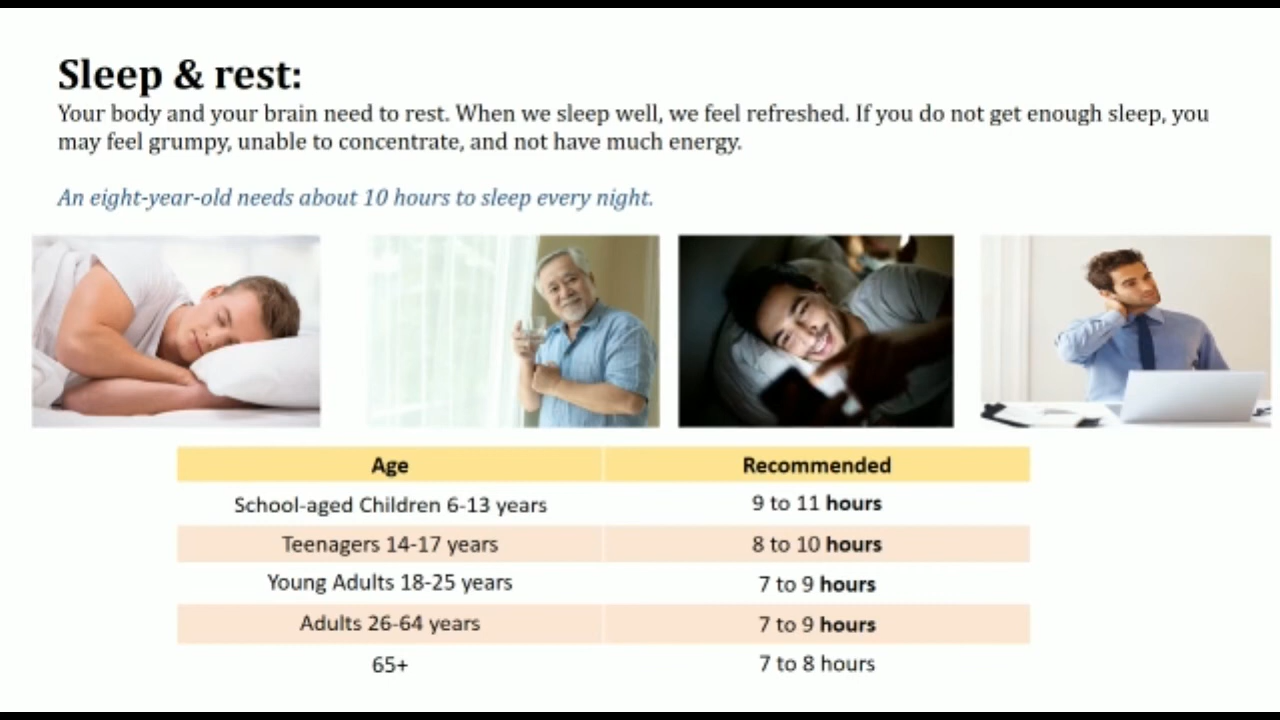 Sleep & rest:
Your body and your brain need to rest. When we sleep well, we feel refreshed. If you do not get enough sleep, you
may feel grumpy, unable to concentrate, and not have much energy.
An eight-year-old needs about 10 hours to sleep every night.
Age Recommended
School-aged Children 6-13 years 9 to 11 hours
Teenagers 14-17 years 8 to 10 hours
Young Adults 18-25 years 7 to 9 hours
Adults 26-64 years 7 to 9 hours
65+ 7 to 8 hours